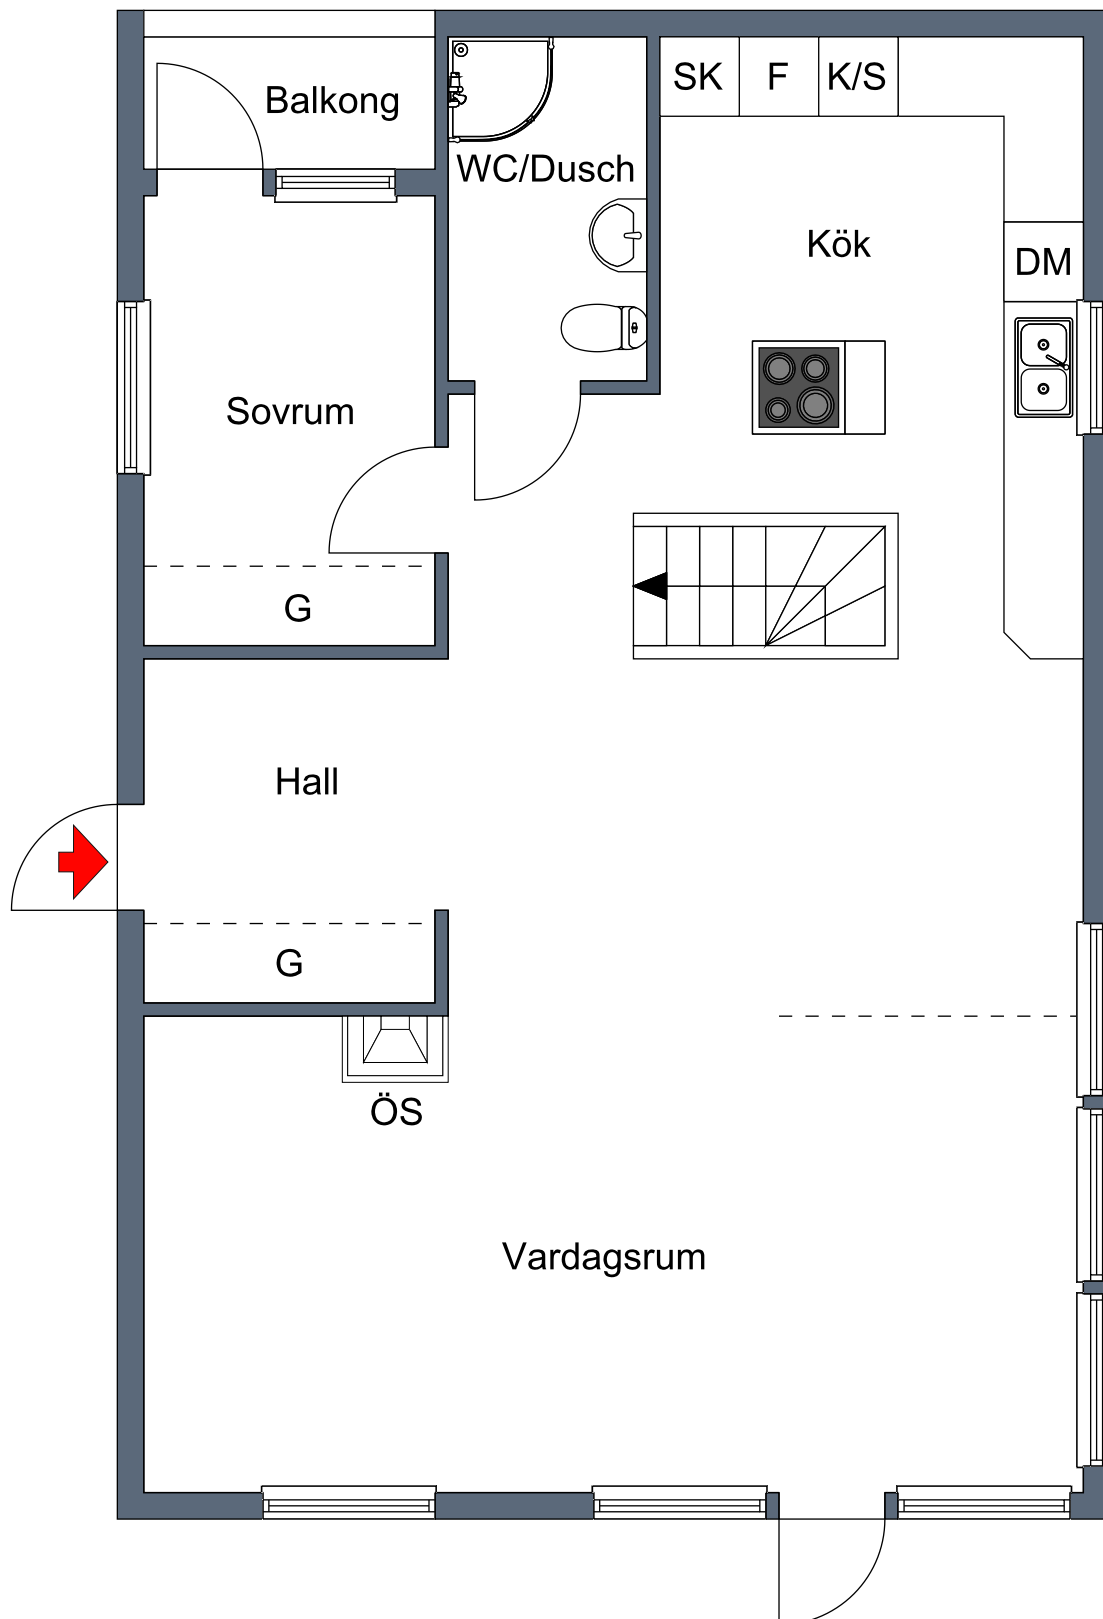 SK F K/S
Balkong
WC/Dusch
Kök
DM
Sovrum
G
Hall
G
ÖS
Vardagsrum